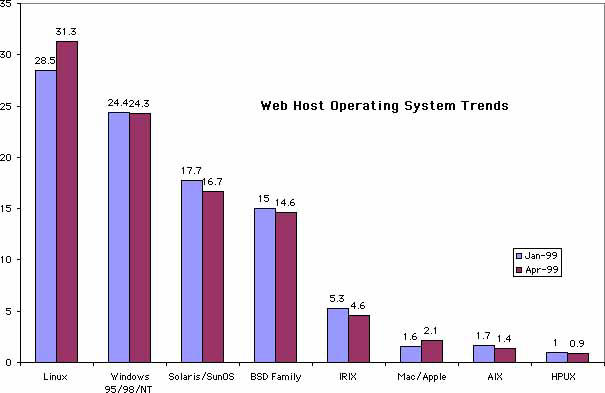 35
30
25
20
15
10
5
0
28.5
31.3
24.4
24.3
17.7
16.7
15
14.6
5.3
4.6
1.6
2.1
1.7
1.4
1
0.9
Web Host Operating System Trends
Jan-99
Apr-99
Linux
Windows
95/98/NT
Solaris/SunOS
BSD Family
IRIX
Mac/Apple
AIX
HPUX